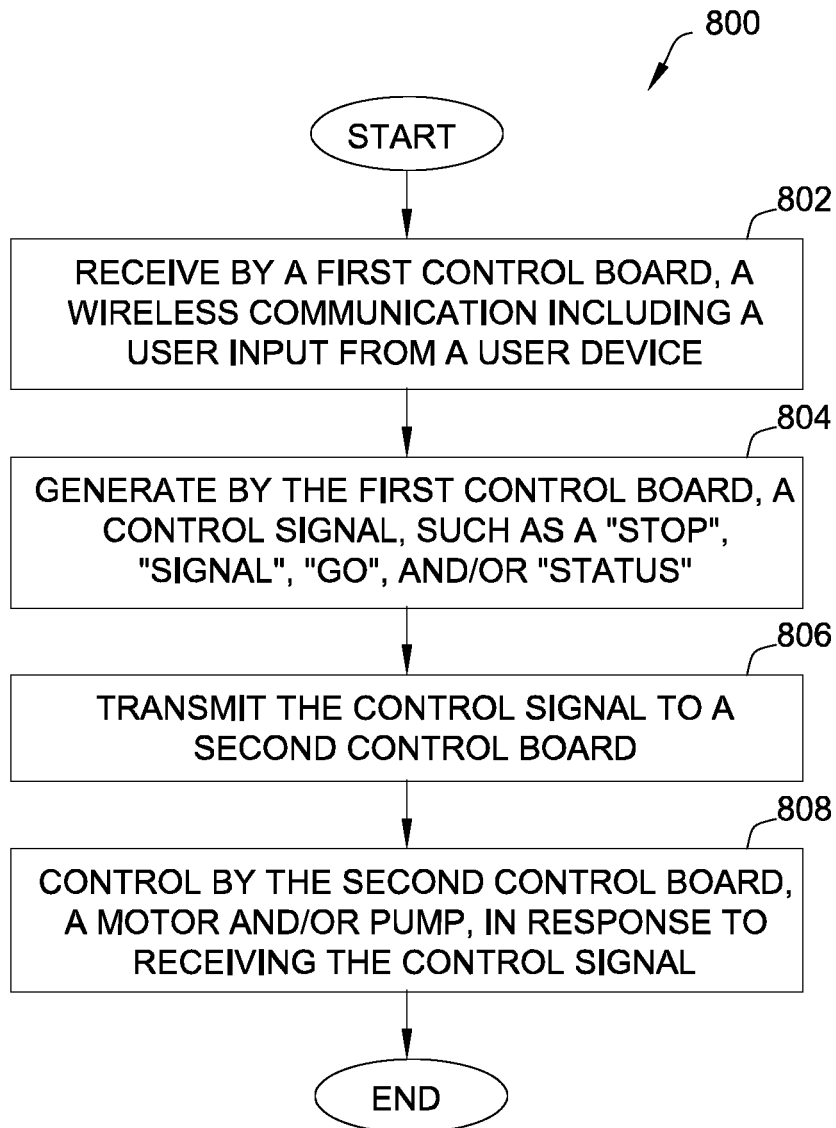 800
START
802
RECEIVE BY A FIRST CONTROL BOARD, A
WIRELESS COMMUNICATION INCLUDING A
USER INPUT FROM A USER DEVICE
804
GENERATE BY THE FIRST CONTROL BOARD, A
CONTROL SIGNAL, SUCH AS A "STOP",
"SIGNAL", "GO", AND/OR "STATUS"
806
TRANSMIT THE CONTROL SIGNAL TO A
SECOND CONTROL BOARD
808
CONTROL BY THE SECOND CONTROL BOARD,
A MOTOR AND/OR PUMP, IN RESPONSE TO
RECEIVING THE CONTROL SIGNAL
END